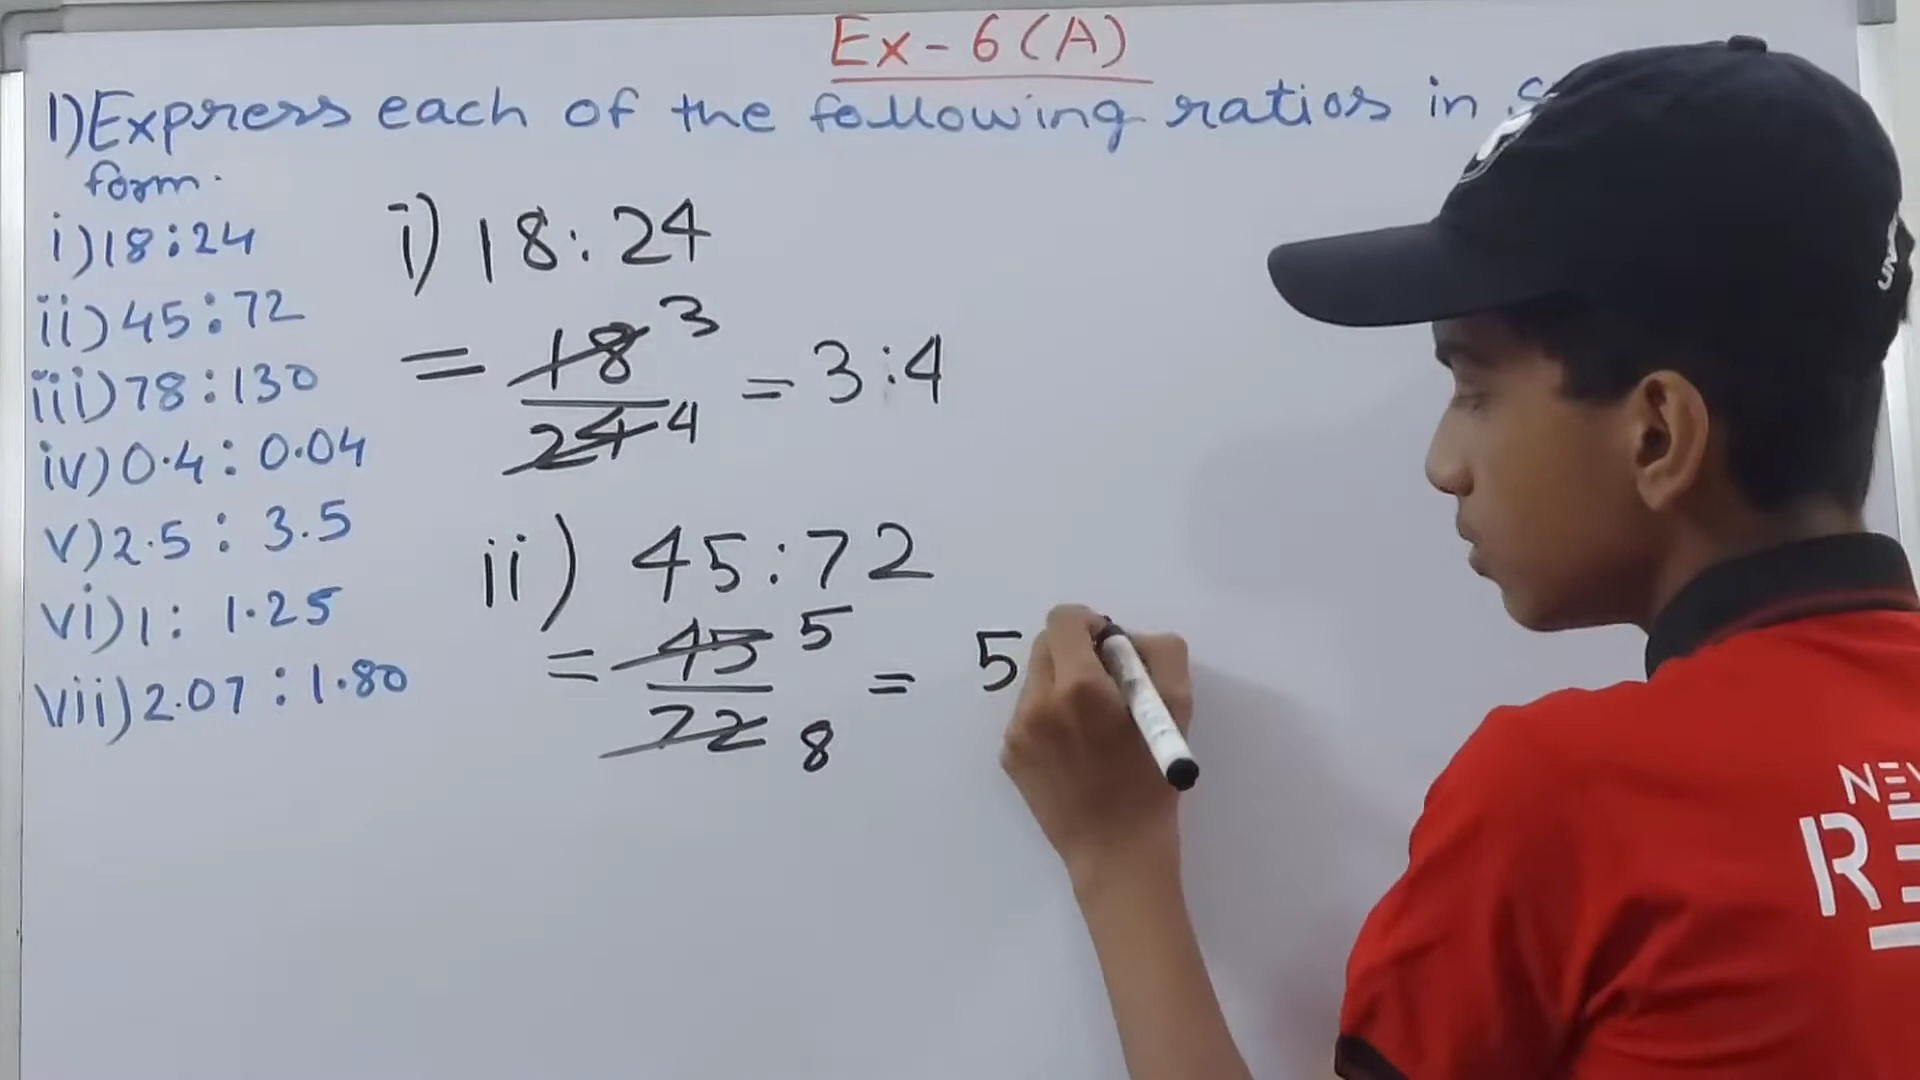 Ex-6(A)
1)Express each of the following ratios in
form.
i)18:24
ii)45:72
iii)78:130
iv)0.4:0.04
v)2.5:3.5
vi)1:1.25
vii)2.07:1.80
i)18:24
= 18 3
24 4
= 3:4
ii) 45:72
= 45 5
72 8
= 5
NEW
RE